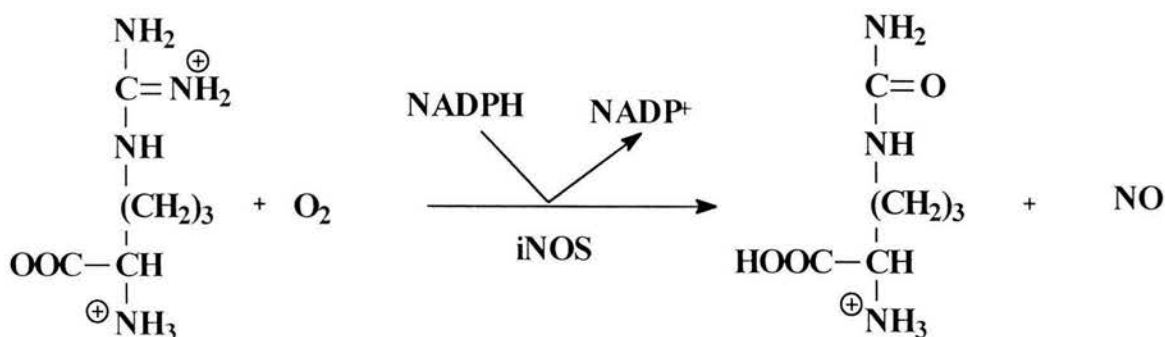 NH₂
⊕
C=NH₂
NH
(CH₂)₃ + O₂
OOC–CH
⊕ NH₃
NADPH NADP⁺
iNOS
NH₂
C=O
NH
(CH₂)₃ + NO
HOOC–CH
⊕ NH₃